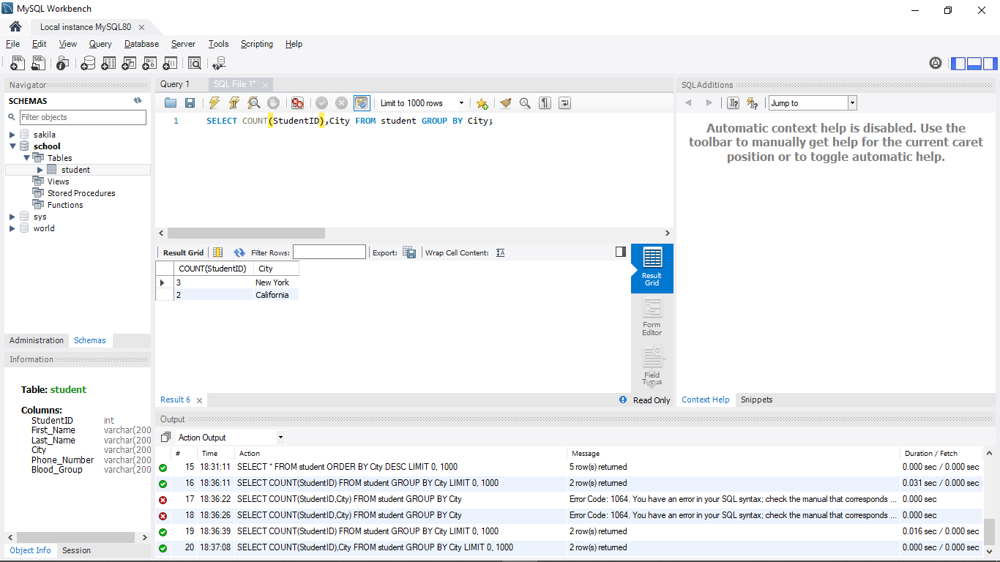 MySQL Workbench
Local instance MySQL80
File Edit View Query Database Server Tools Scripting Help
Navigator
SCHEMAS
Filter objects
sakila
school
Tables
student
Views
Stored Procedures
Functions
sys
world
Administration Schemas
Information
Table: student
Columns:
StudentID int
First_Name varchar(200
Last_Name varchar(200
City varchar(200
Phone_Number varchar(200
Blood_Group varchar(200
Object Info Session
Query 1 SQL File 1*
Limit to 1000 rows
1 SELECT COUNT(StudentID),City FROM student GROUP BY City;
Result Grid Filter Rows: Export: Wrap Cell Content:
COUNT(StudentID) City
3 New York
2 California
Result Grid
Form Editor
Field Types
Result 6 Read Only
SQLAdditions
Jump to
Automatic context help is disabled. Use the
toolbar to manually get help for the current caret
position or to toggle automatic help.
Context Help Snippets
Output
Action Output
# Time Action Message Duration / Fetch
15 18:31:11 SELECT * FROM student ORDER BY City DESC LIMIT 0, 1000 5 row(s) returned 0.000 sec / 0.000 sec
16 18:36:11 SELECT COUNT(StudentID) FROM student GROUP BY City LIMIT 0, 1000 2 row(s) returned 0.031 sec / 0.000 sec
17 18:36:22 SELECT COUNT(StudentID,City) FROM student GROUP BY City Error Code: 1064. You have an error in your SQL syntax; check the manual that corresponds ... 0.000 sec
18 18:36:26 SELECT COUNT(StudentID,City) FROM student GROUP BY City Error Code: 1064. You have an error in your SQL syntax; check the manual that corresponds ... 0.000 sec
19 18:36:39 SELECT COUNT(StudentID) FROM student GROUP BY City LIMIT 0, 1000 2 row(s) returned 0.016 sec / 0.000 sec
20 18:37:08 SELECT COUNT(StudentID),City FROM student GROUP BY City LIMIT 0, 1000 2 row(s) returned 0.000 sec / 0.000 sec